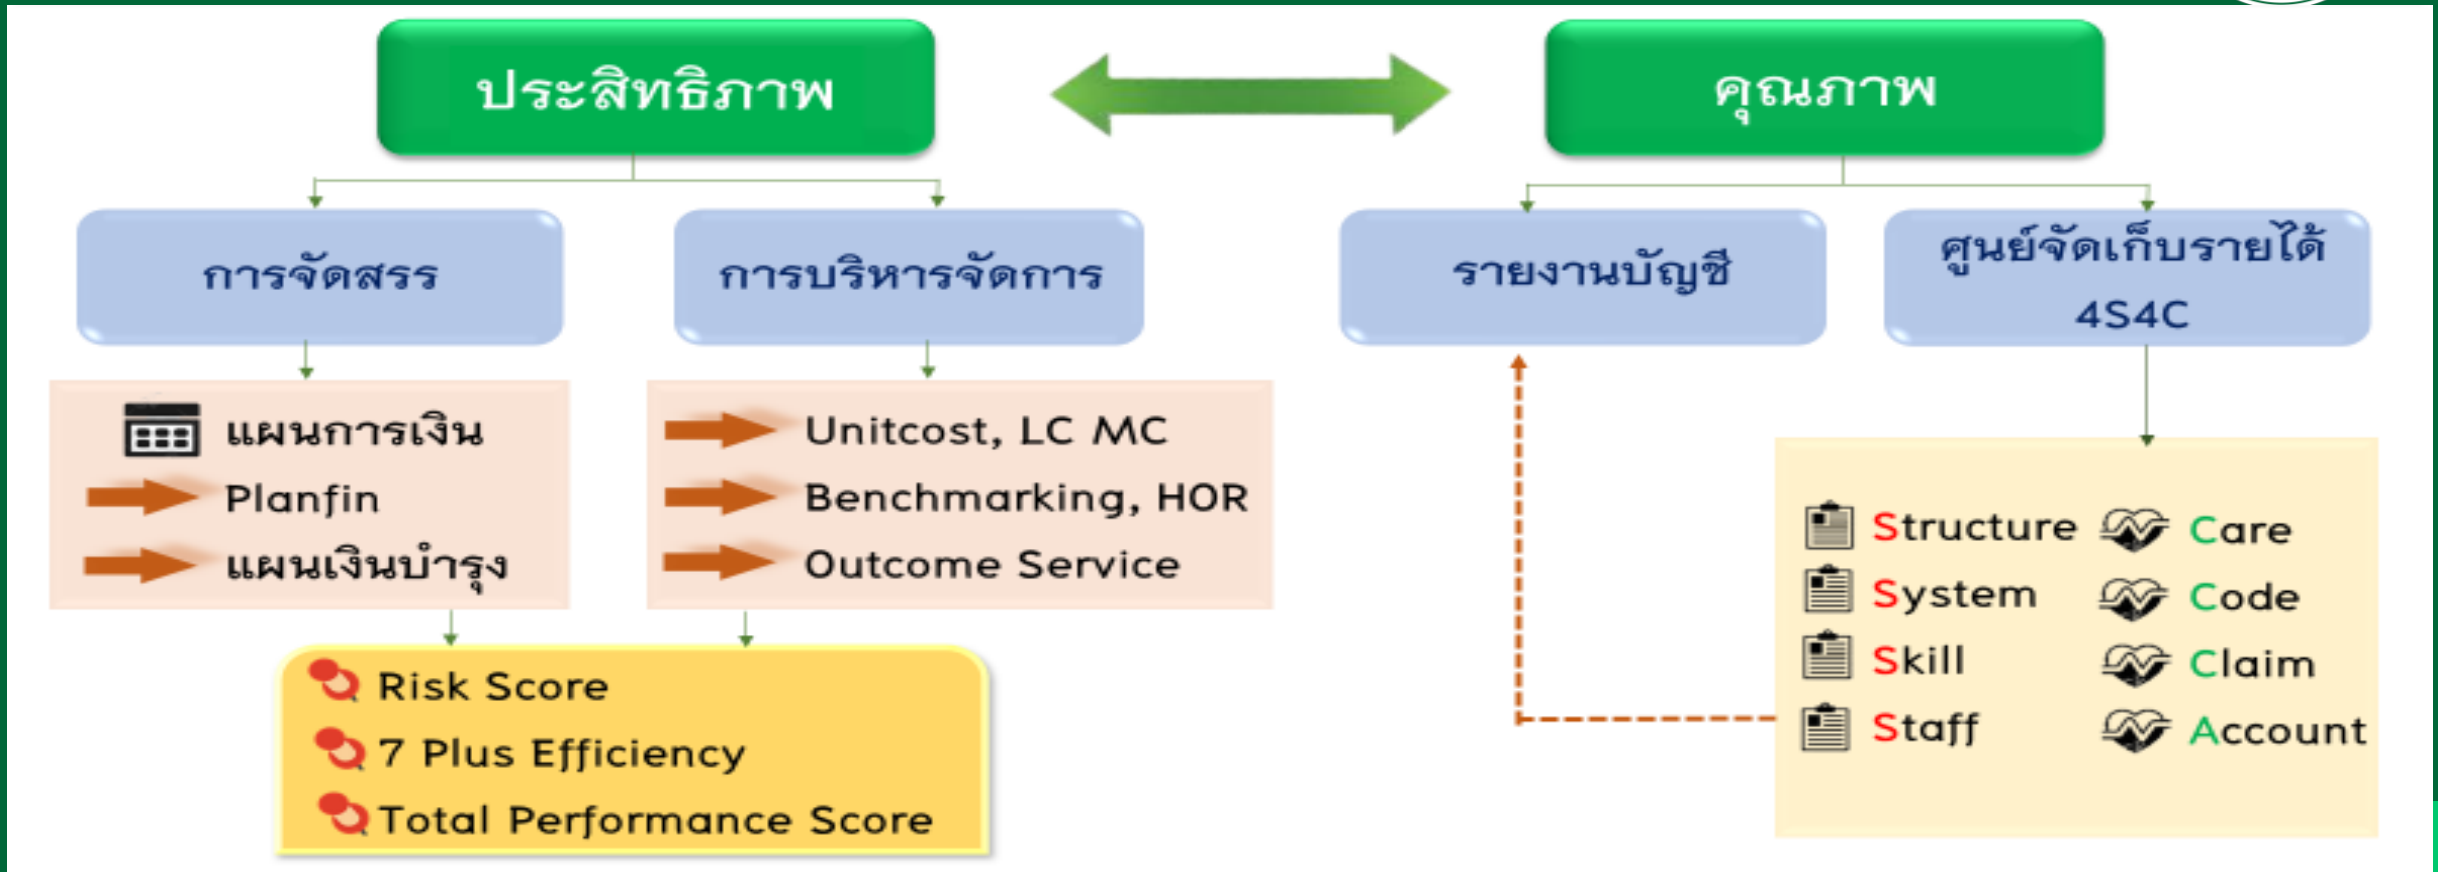 ประสิทธิภาพ
คุณภาพ
การจัดสรร
การบริหารจัดการ
รายงานบัญชี
ศูนย์จัดเก็บรายได้
4S4C
แผนการเงิน
Planfin
แผนเงินบำรุง
Unitcost, LC MC
Benchmarking, HOR
Outcome Service
Risk Score
7 Plus Efficiency
Total Performance Score
Structure
System
Skill
Staff
Care
Code
Claim
Account